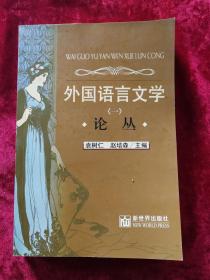 WAI GUO YU YAN WEN XUE LUN CONG
外国语言文学
(一)
论丛
袁树仁 赵培森/主编
新世界出版社
NEW WORLD PRESS